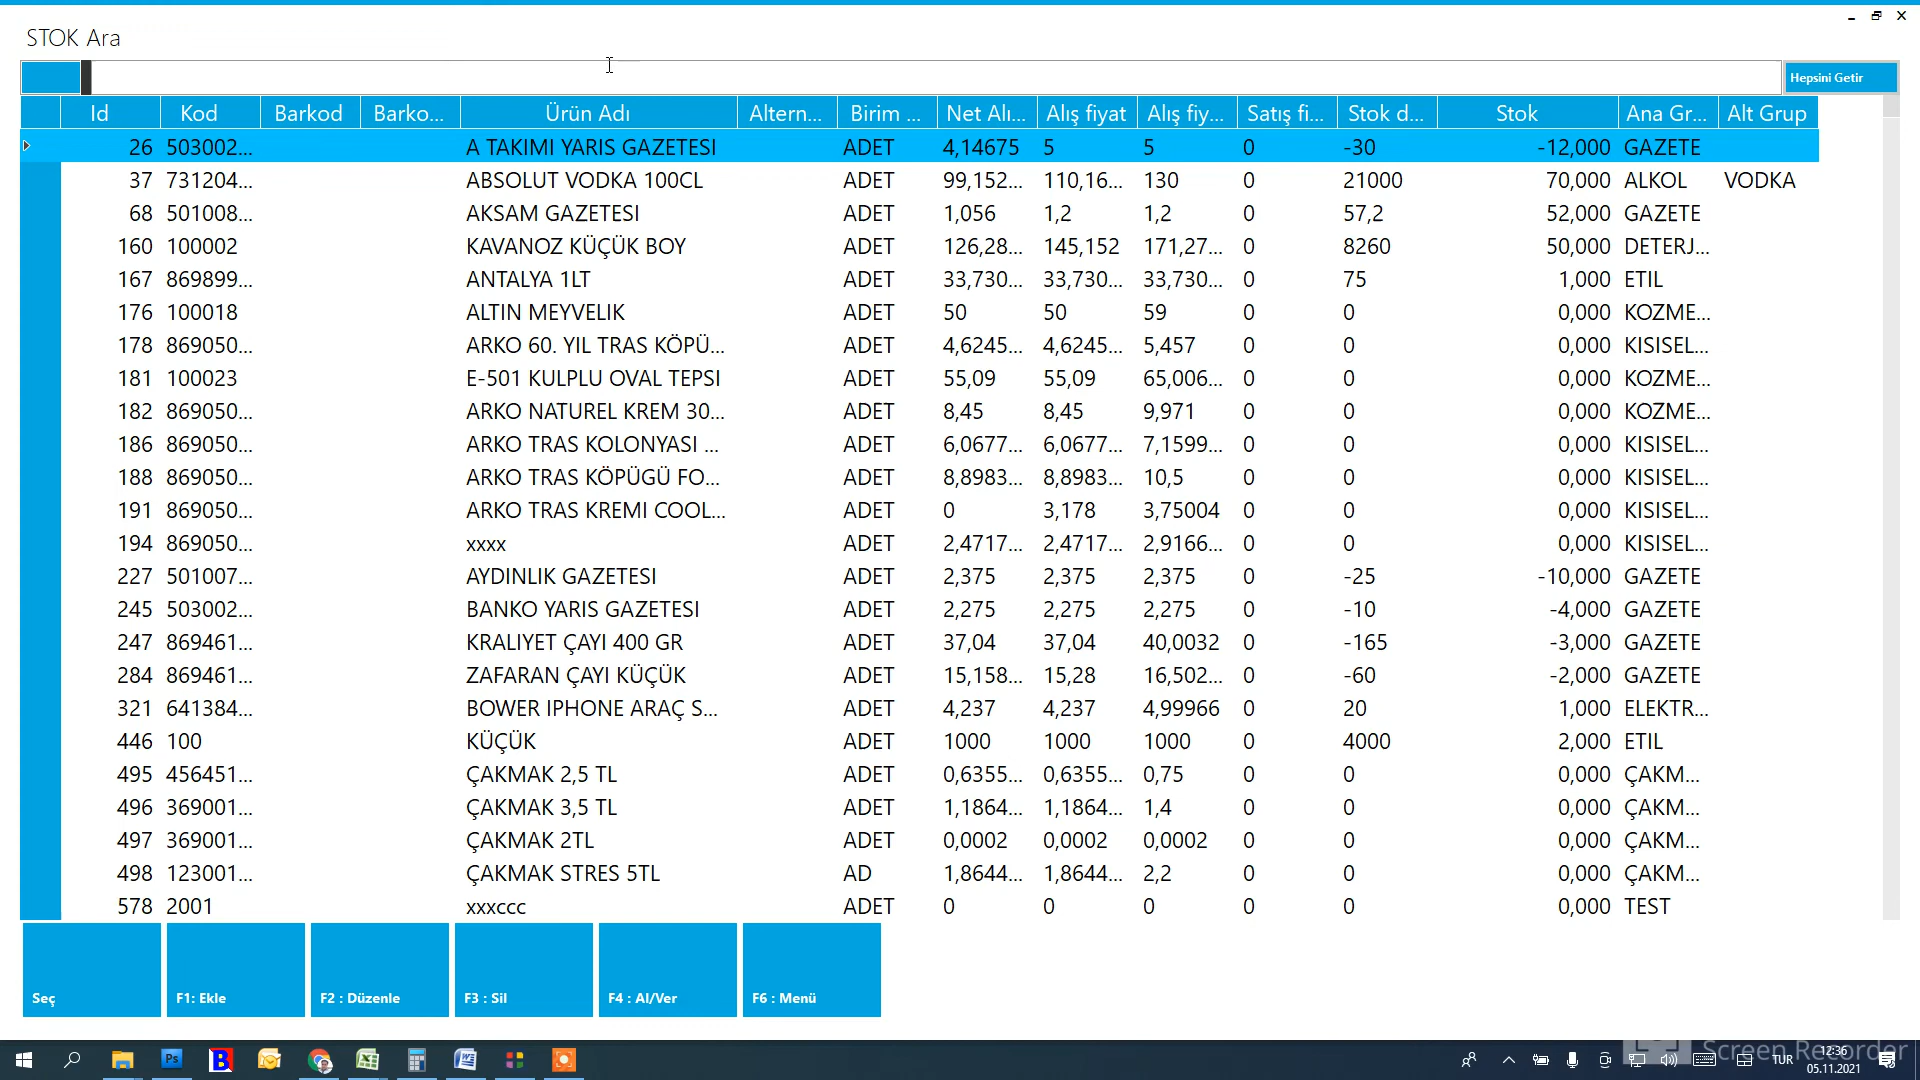 STOK Ara
Hepsini Getir
Id Kod Barkod Barko... Ürün Adı Altern... Birim ... Net Alı... Alış fiyat Alış fiy... Satış fi... Stok d... Stok Ana Gr... Alt Grup
26 503002... A TAKIMI YARIS GAZETESI ADET 4,14675 5 5 0 -30 -12,000 GAZETE
37 731204... ABSOLUT VODKA 100CL ADET 99,152... 110,16... 130 0 21000 70,000 ALKOL VODKA
68 501008... AKSAM GAZETESI ADET 1,056 1,2 1,2 0 57,2 52,000 GAZETE
160 100002 KAVANOZ KÜÇÜK BOY ADET 126,28... 145,152 171,27... 0 8260 50,000 DETERJ...
167 869899... ANTALYA 1LT ADET 33,730... 33,730... 33,730... 0 75 1,000 ETIL
176 100018 ALTIN MEYVELIK ADET 50 50 59 0 0 0,000 KOZME...
178 869050... ARKO 60. YIL TRAS KÖPÜ... ADET 4,6245... 4,6245... 5,457 0 0 0,000 KISISEL...
181 100023 E-501 KULPLU OVAL TEPSI ADET 55,09 55,09 65,006... 0 0 0,000 KOZME...
182 869050... ARKO NATUREL KREM 30... ADET 8,45 8,45 9,971 0 0 0,000 KOZME...
186 869050... ARKO TRAS KOLONYASI ... ADET 6,0677... 6,0677... 7,1599... 0 0 0,000 KISISEL...
188 869050... ARKO TRAS KÖPÜGÜ FO... ADET 8,8983... 8,8983... 10,5 0 0 0,000 KISISEL...
191 869050... ARKO TRAS KREMI COOL... ADET 0 3,178 3,75004 0 0 0,000 KISISEL...
194 869050... xxxx ADET 2,4717... 2,4717... 2,9166... 0 0 0,000 KISISEL...
227 501007... AYDINLIK GAZETESI ADET 2,375 2,375 2,375 0 -25 -10,000 GAZETE
245 503002... BANKO YARIS GAZETESI ADET 2,275 2,275 2,275 0 -10 -4,000 GAZETE
247 869461... KRALIYET ÇAYI 400 GR ADET 37,04 37,04 40,0032 0 -165 -3,000 GAZETE
284 869461... ZAFARAN ÇAYI KÜÇÜK ADET 15,158... 15,28 16,502... 0 -60 -2,000 GAZETE
321 641384... BOWER IPHONE ARAÇ S... ADET 4,237 4,237 4,99966 0 20 1,000 ELEKTR...
446 100 KÜÇÜK ADET 1000 1000 1000 0 4000 2,000 ETIL
495 456451... ÇAKMAK 2,5 TL ADET 0,6355... 0,6355... 0,75 0 0 0,000 ÇAKM...
496 369001... ÇAKMAK 3,5 TL ADET 1,1864... 1,1864... 1,4 0 0 0,000 ÇAKM...
497 369001... ÇAKMAK 2TL ADET 0,0002 0,0002 0,0002 0 0 0,000 ÇAKM...
498 123001... ÇAKMAK STRES 5TL AD 1,8644... 1,8644... 2,2 0 0 0,000 ÇAKM...
578 2001 xxxccc ADET 0 0 0 0 0 0,000 TEST
Seç F1: Ekle F2 : Düzenle F3 : Sil F4 : Al/Ver F6 : Menü
Screen Recorder
Ps B TUR 12:36
05.11.2021